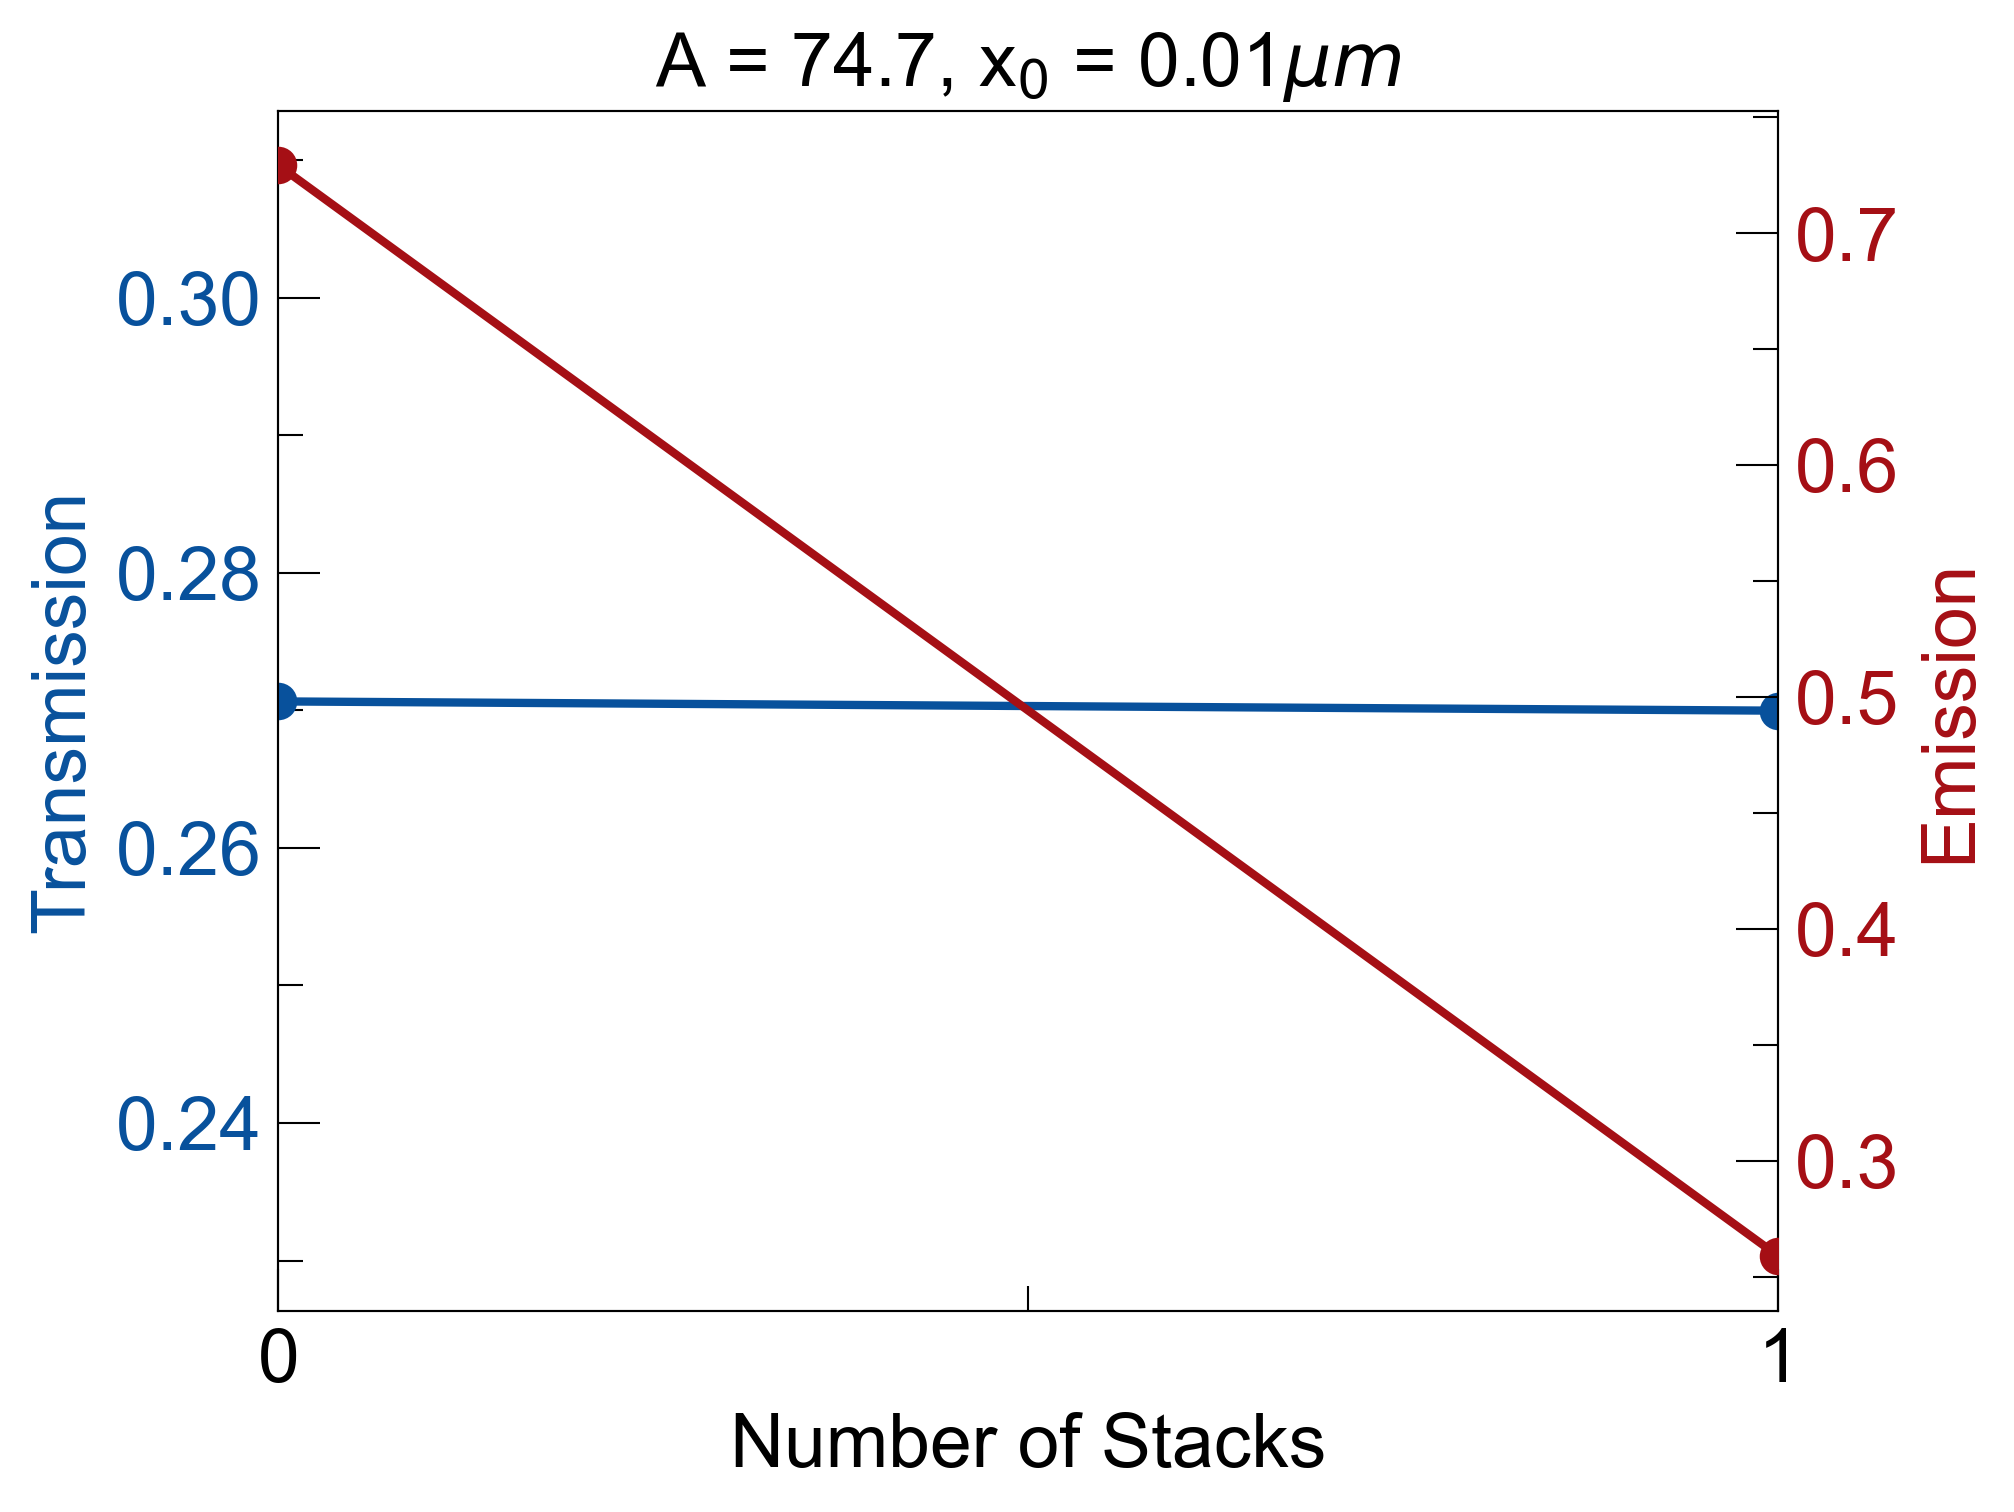 A = 74.7, x₀ = 0.01μm
Transmission
0.30
0.28
0.26
0.24
0.7
0.6
0.5
0.4
0.3
Emission
0
1
Number of Stacks